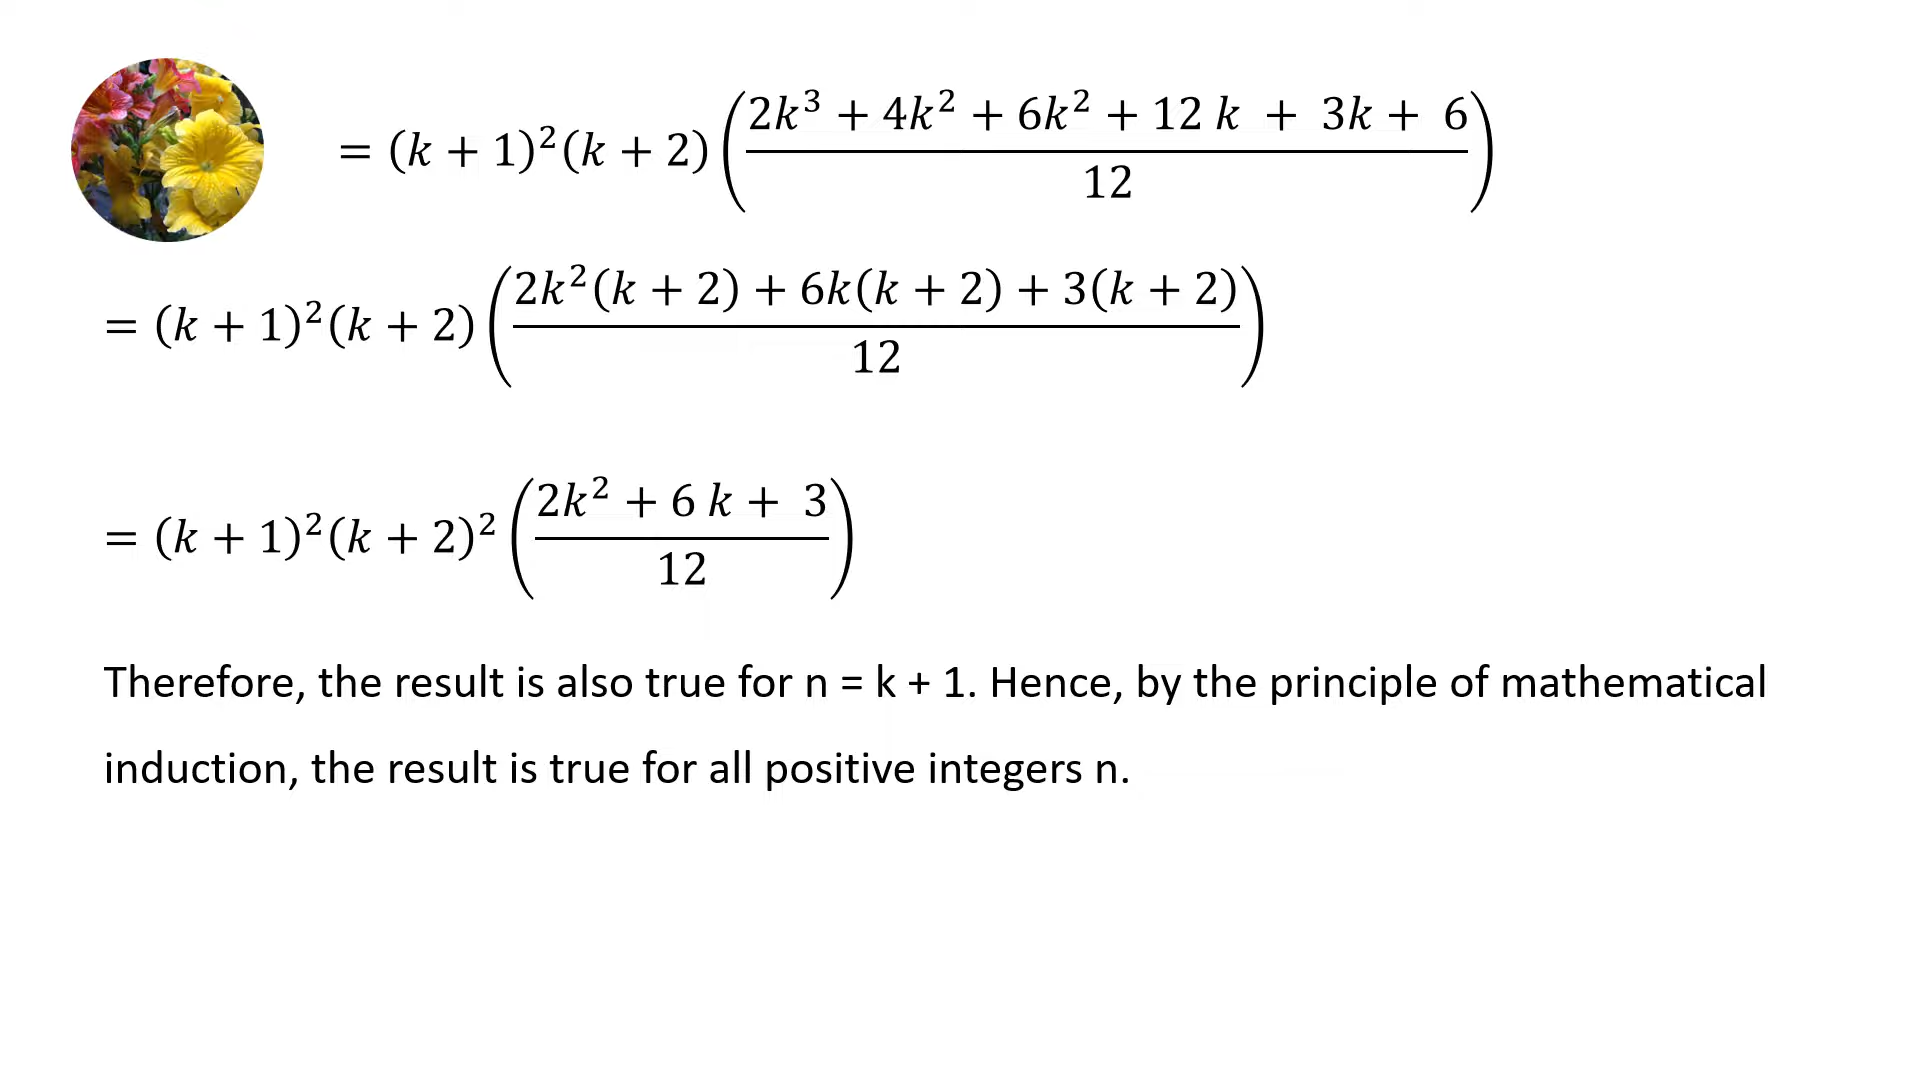 = (k + 1)²(k + 2) ( (2k³ + 4k² + 6k² + 12 k + 3k + 6) / 12 )
= (k + 1)²(k + 2) ( (2k²(k + 2) + 6k(k + 2) + 3(k + 2)) / 12 )
= (k + 1)²(k + 2)² ( (2k² + 6 k + 3) / 12 )
Therefore, the result is also true for n = k + 1. Hence, by the principle of mathematical
induction, the result is true for all positive integers n.